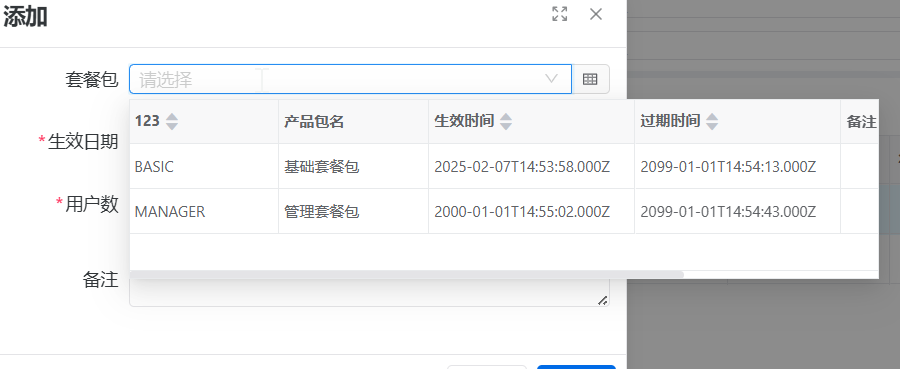 添加
套餐包 请选择
123 产品包名 生效时间 过期时间 备注
*生效日期
BASIC 基础套餐包 2025-02-07T14:53:58.000Z 2099-01-01T14:54:13.000Z
*用户数
MANAGER 管理套餐包 2000-01-01T14:55:02.000Z 2099-01-01T14:54:43.000Z
备注